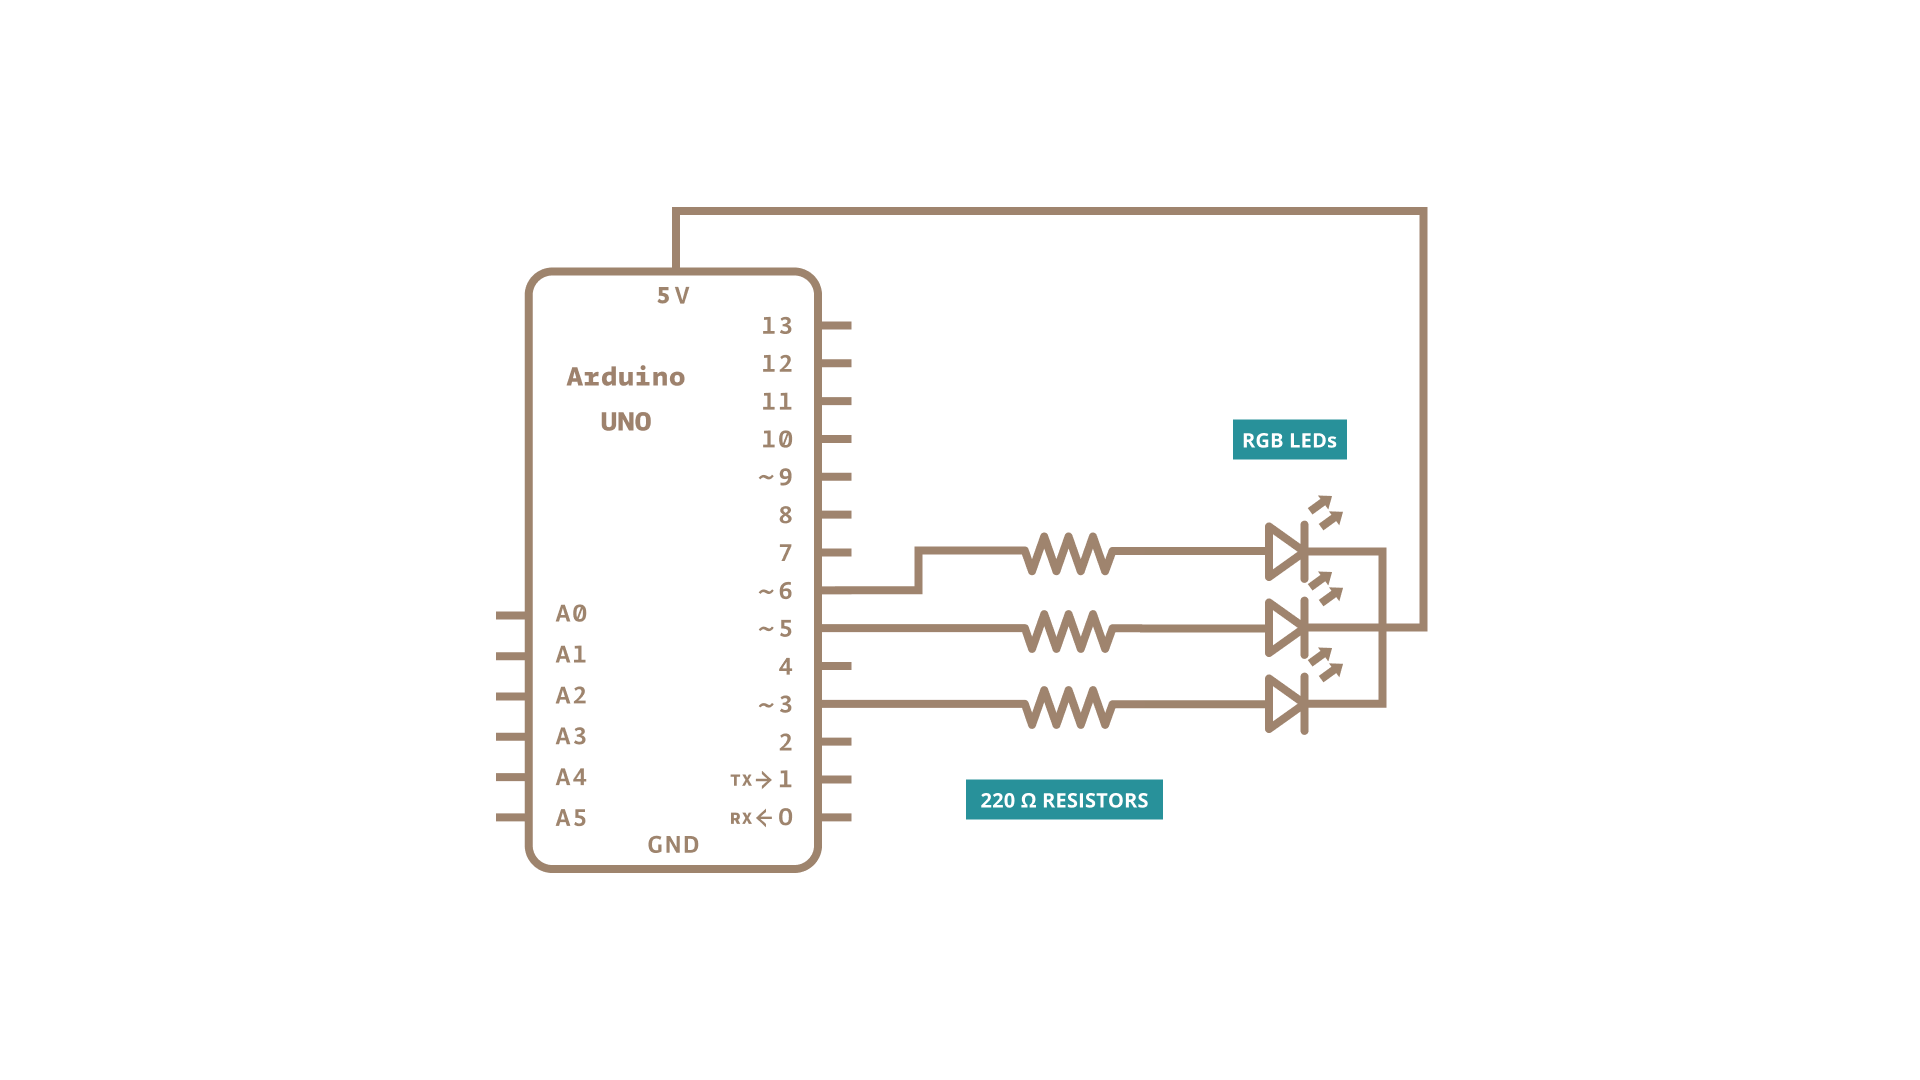 5V
Arduino
UNO
13
12
11
10
~9
8
7
~6
~5
4
~3
2
TX→1
RX←0
A0
A1
A2
A3
A4
A5
GND
RGB LEDs
220 Ω RESISTORS